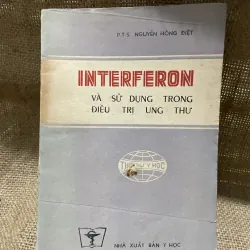 P.T.S. NGUYỄN HỒNG ĐIỆT
INTERFERON
VÀ SỬ DỤNG TRONG
ĐIỀU TRỊ UNG THƯ
NHÀ XUẤT BẢN Y HỌC